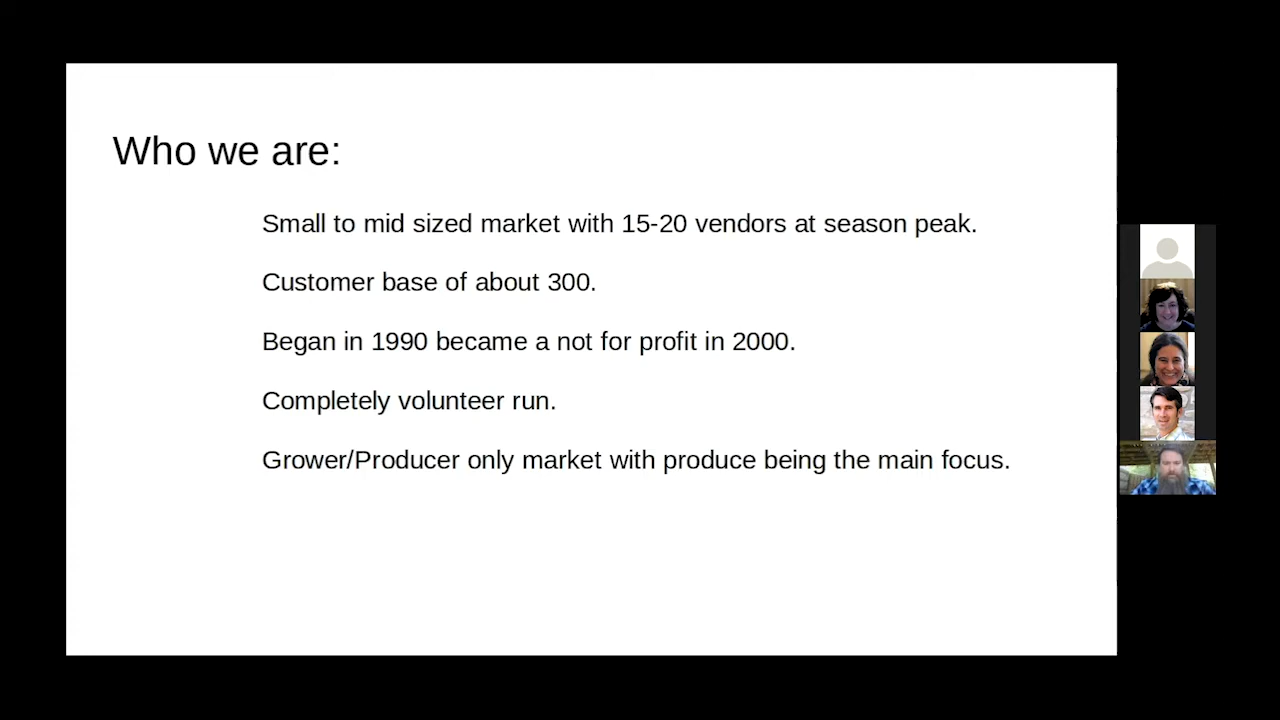 Who we are:
Small to mid sized market with 15-20 vendors at season peak.
Customer base of about 300.
Began in 1990 became a not for profit in 2000.
Completely volunteer run.
Grower/Producer only market with produce being the main focus.